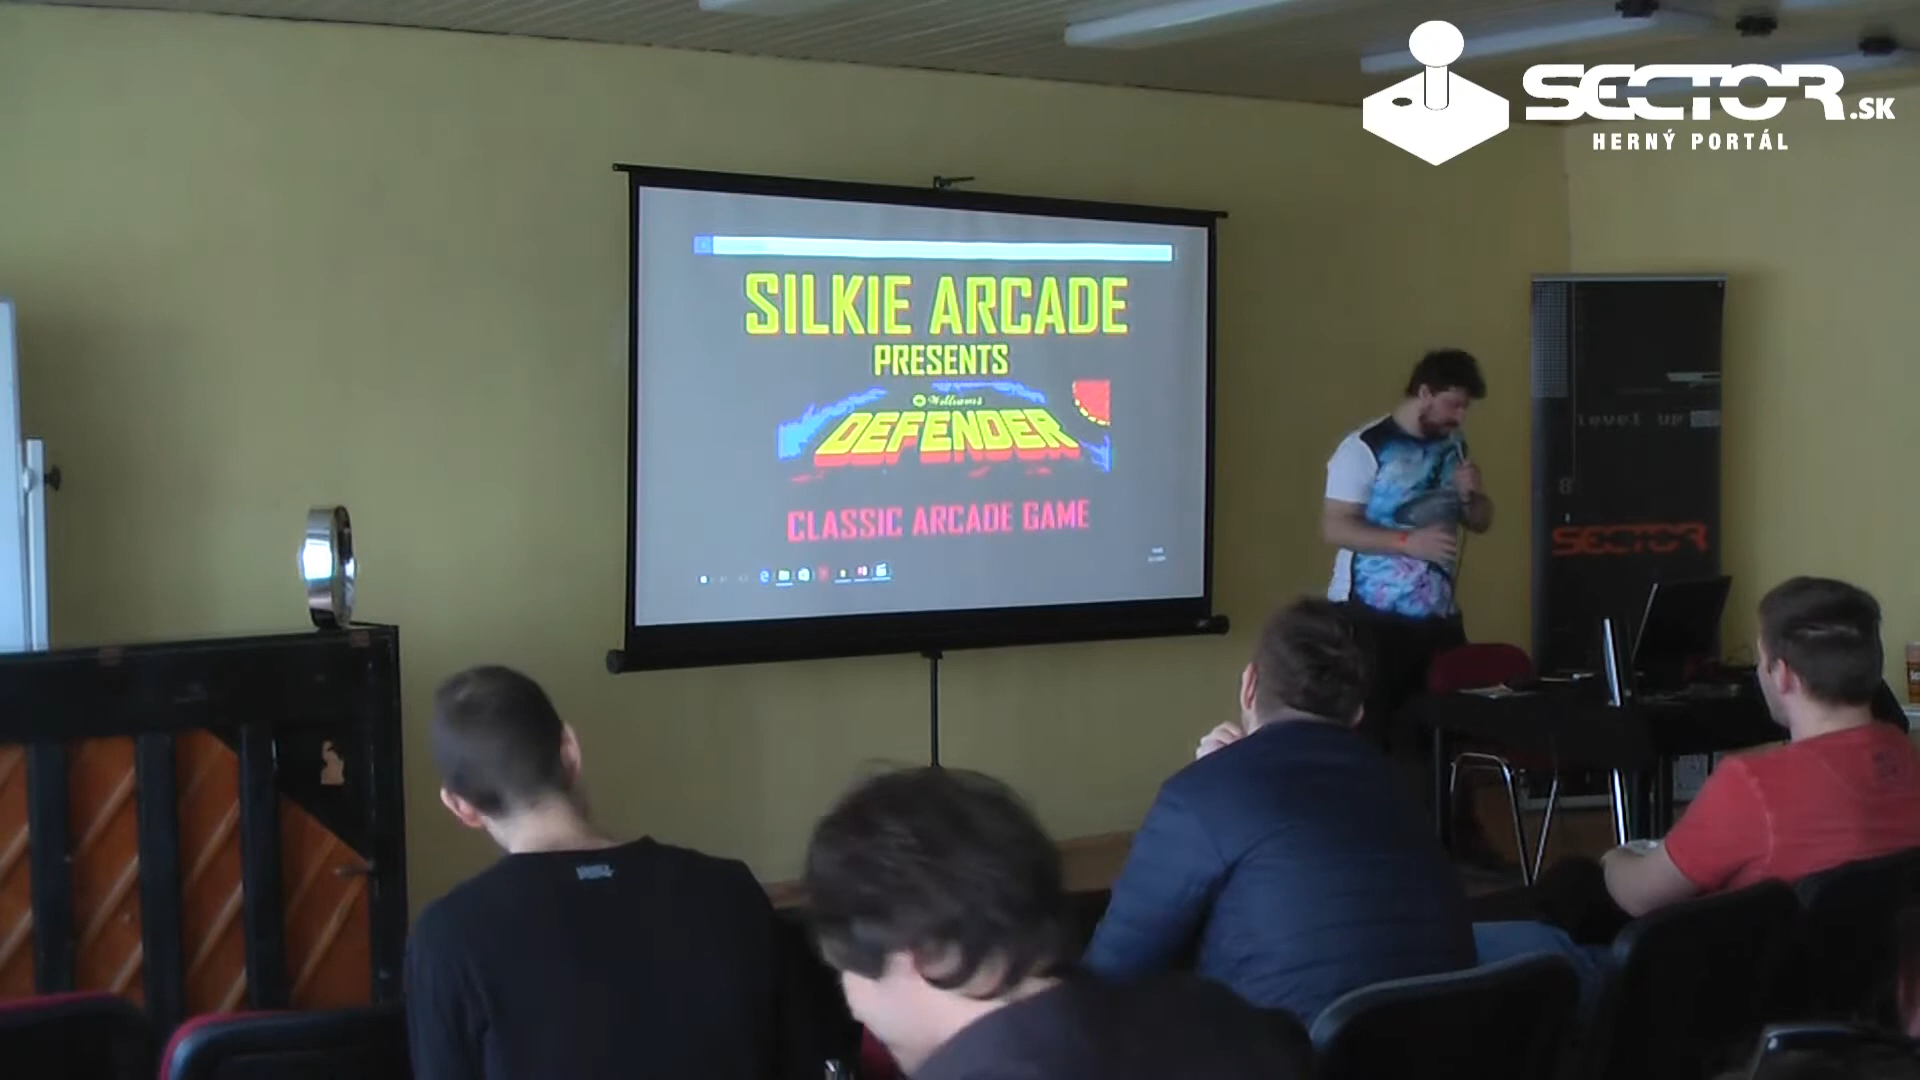 SECTOR.SK
HERNÝ PORTÁL
SILKIE ARCADE
PRESENTS
Williams
DEFENDER
CLASSIC ARCADE GAME
level up
SECTOR